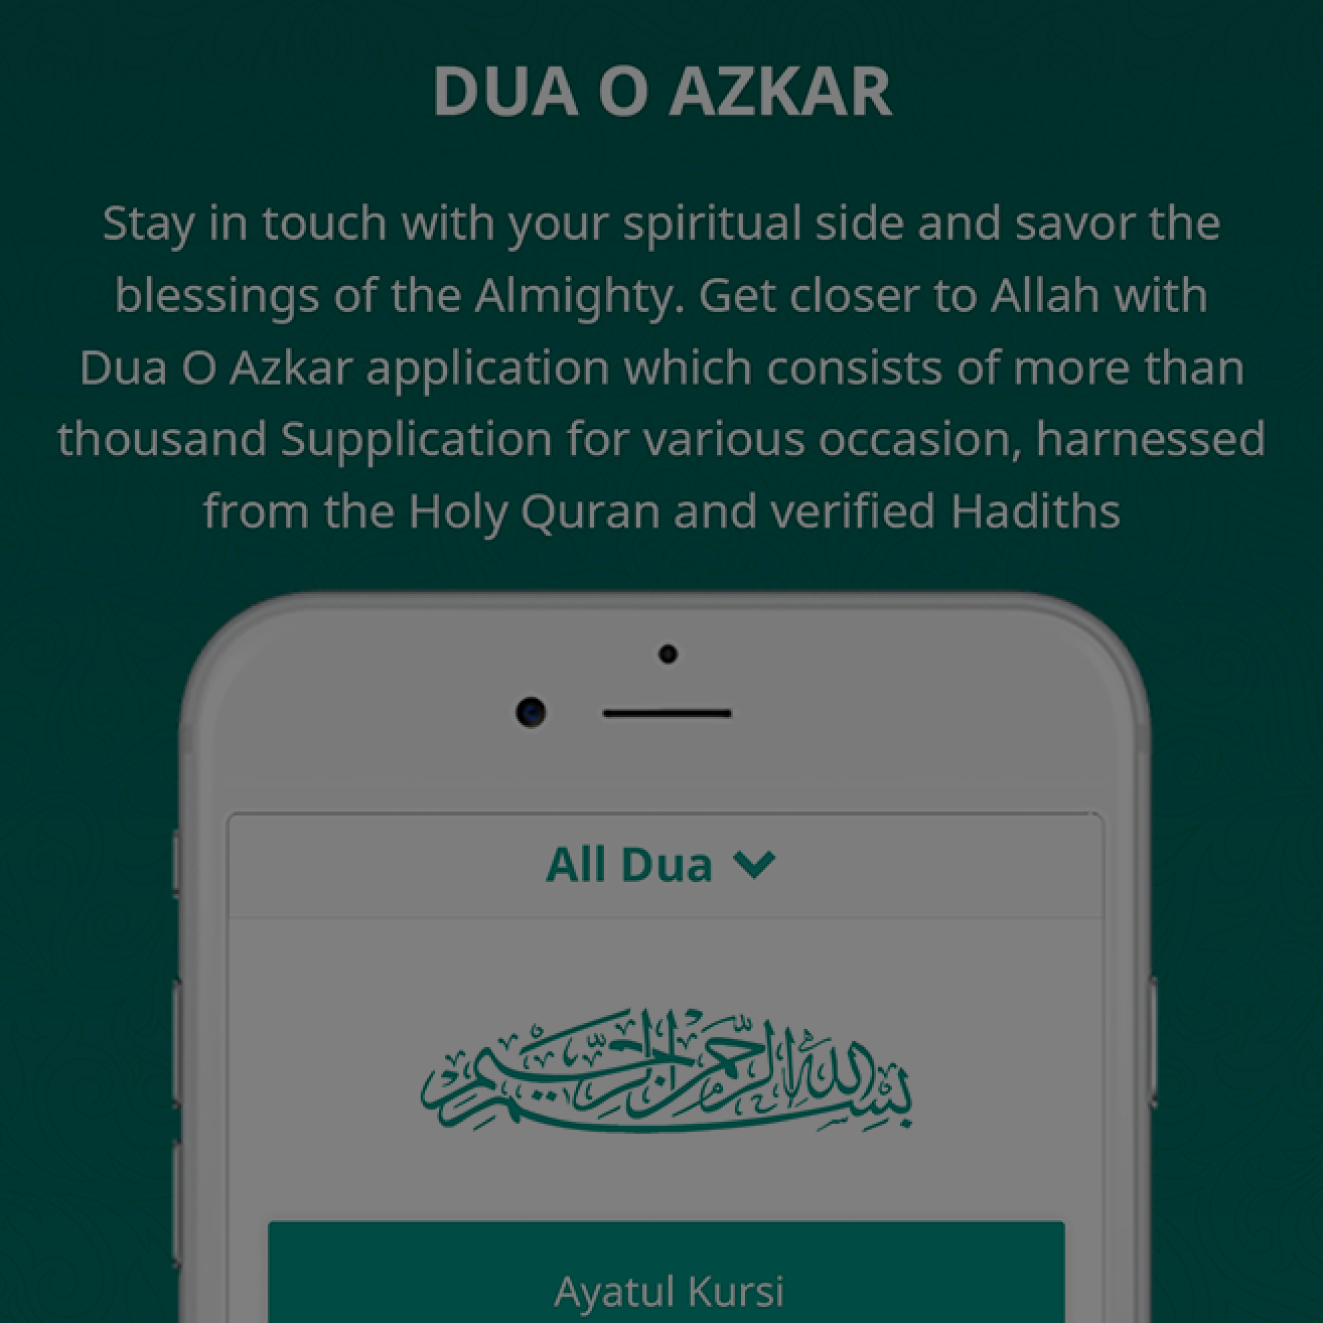 DUA O AZKAR
Stay in touch with your spiritual side and savor the
blessings of the Almighty. Get closer to Allah with
Dua O Azkar application which consists of more than
thousand Supplication for various occasion, harnessed
from the Holy Quran and verified Hadiths
All Dua
بسم الله الرحمن الرحيم
Ayatul Kursi